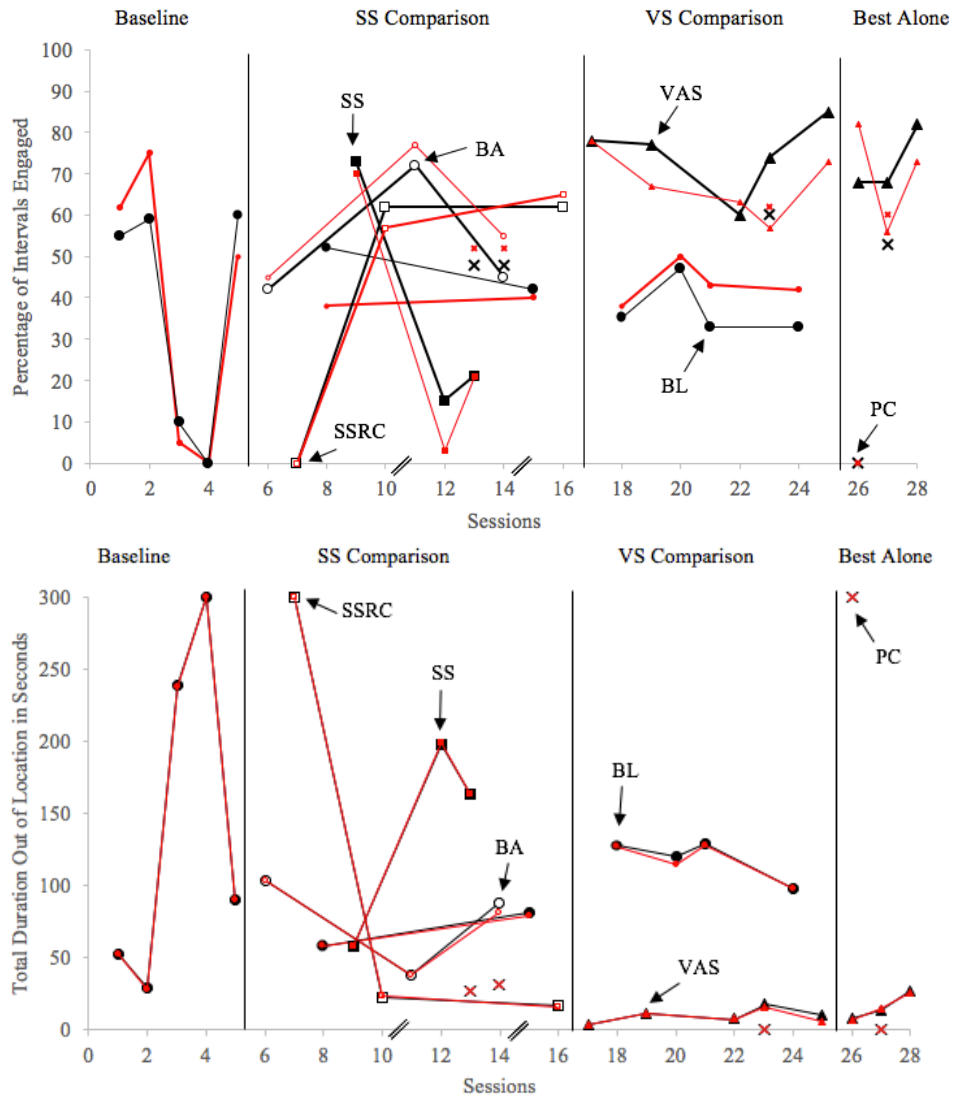 Baseline SS Comparison VS Comparison Best Alone
100
90
80
70
60
50
40
30
20
10
0
Percentage of Intervals Engaged
SS
BA
VAS
SSRC
BL
PC
0 2 4 6 8 10 12 14 16 18 20 22 24 26 28
Sessions
Baseline SS Comparison VS Comparison Best Alone
300
250
200
150
100
50
0
Total Duration Out of Location in Seconds
SSRC
PC
SS
BL
BA
VAS
0 2 4 6 8 10 12 14 16 18 20 22 24 26 28
Sessions